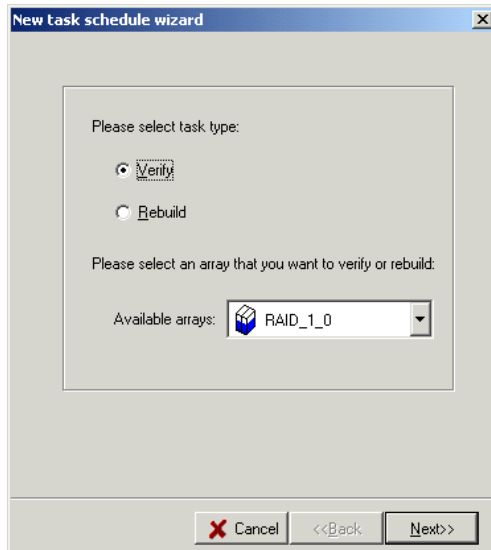 New task schedule wizard
Please select task type:
Verify
Rebuild
Please select an array that you want to verify or rebuild:
Available arrays: RAID_1_0
Cancel <<Back Next>>